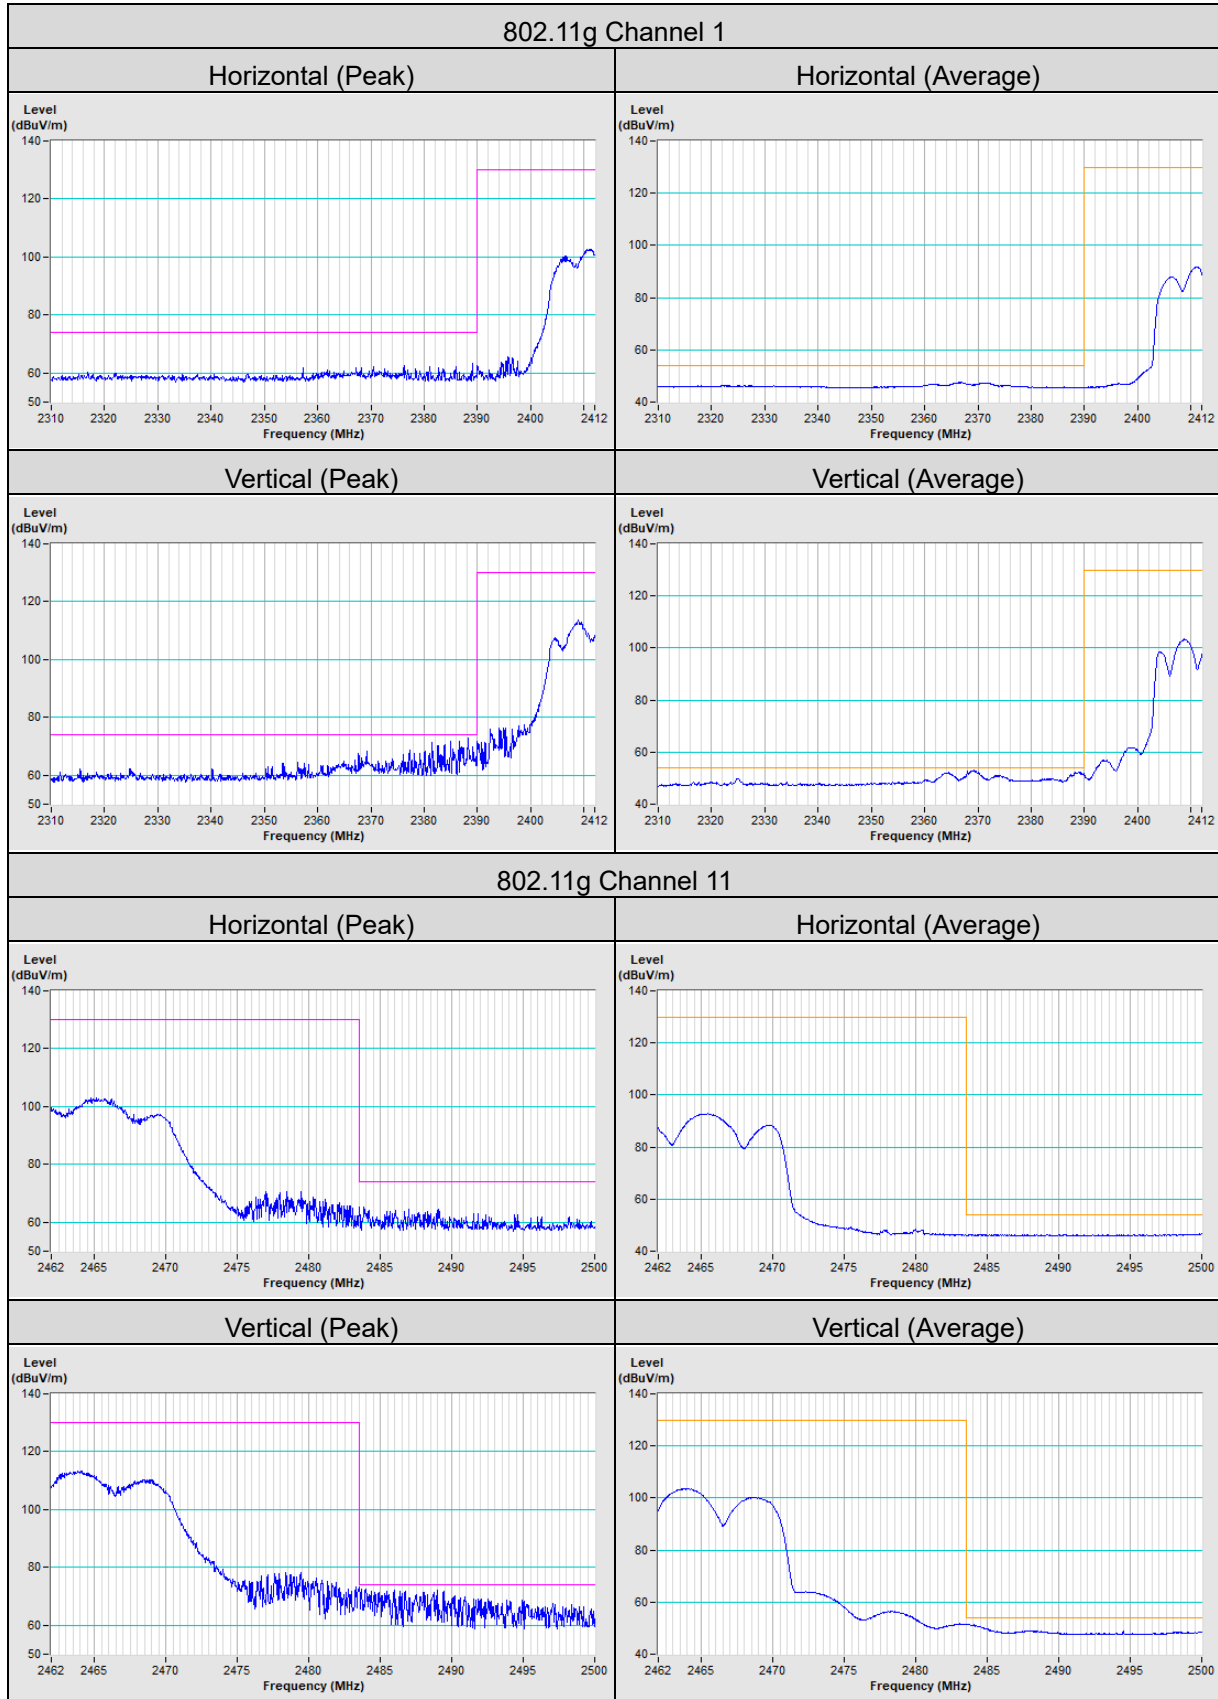 802.11g Channel 1
Horizontal (Peak) Horizontal (Average)
Level
(dBuV/m)
140
120
100
80
60
50
2310 2320 2330 2340 2350 2360 2370 2380 2390 2400 2412
Frequency (MHz)
Level
(dBuV/m)
140
120
100
80
60
40
2310 2320 2330 2340 2350 2360 2370 2380 2390 2400 2412
Frequency (MHz)
Vertical (Peak) Vertical (Average)
Level
(dBuV/m)
140
120
100
80
60
50
2310 2320 2330 2340 2350 2360 2370 2380 2390 2400 2412
Frequency (MHz)
Level
(dBuV/m)
140
120
100
80
60
40
2310 2320 2330 2340 2350 2360 2370 2380 2390 2400 2412
Frequency (MHz)
802.11g Channel 11
Horizontal (Peak) Horizontal (Average)
Level
(dBuV/m)
140
120
100
80
60
50
2462 2465 2470 2475 2480 2485 2490 2495 2500
Frequency (MHz)
Level
(dBuV/m)
140
120
100
80
60
40
2462 2465 2470 2475 2480 2485 2490 2495 2500
Frequency (MHz)
Vertical (Peak) Vertical (Average)
Level
(dBuV/m)
140
120
100
80
60
50
2462 2465 2470 2475 2480 2485 2490 2495 2500
Frequency (MHz)
Level
(dBuV/m)
140
120
100
80
60
40
2462 2465 2470 2475 2480 2485 2490 2495 2500
Frequency (MHz)